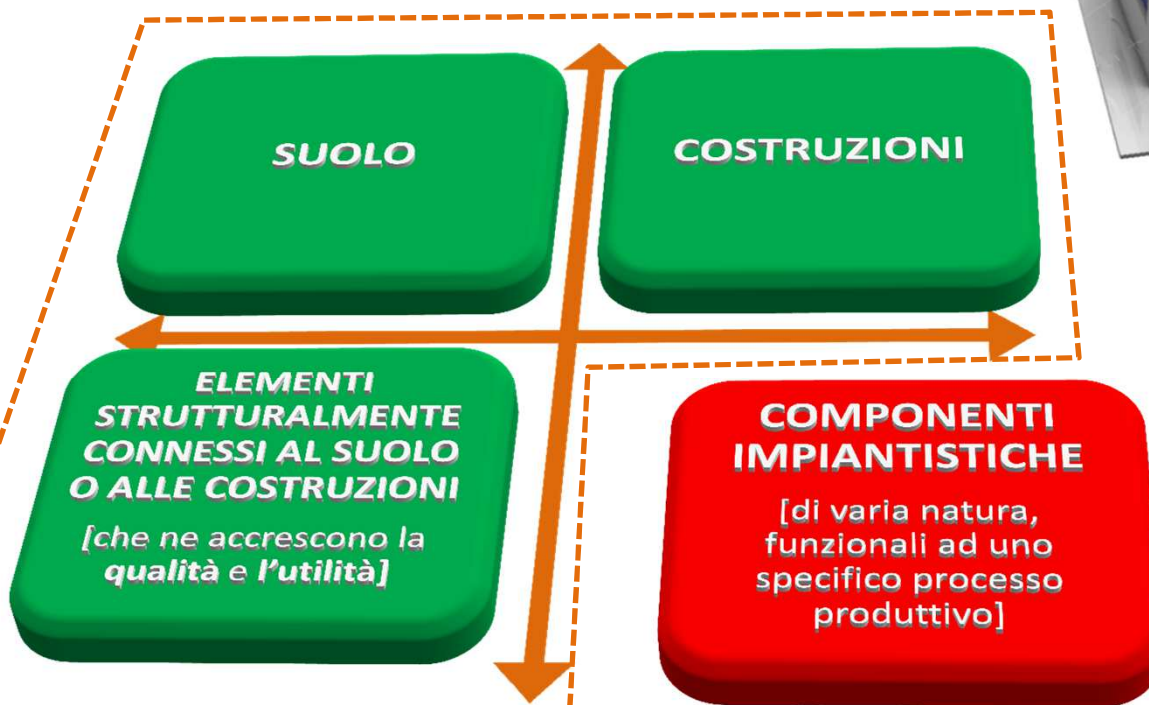 SUOLO
COSTRUZIONI
ELEMENTI
STRUTTURALMENTE
CONNESSI AL SUOLO
O ALLE COSTRUZIONI
[che ne accrescono la
qualità e l’utilità]
COMPONENTI
IMPIANTISTICHE
[di varia natura,
funzionali ad uno
specifico processo
produttivo]